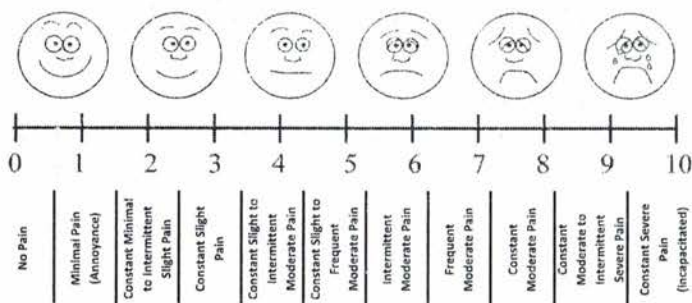 0 1 2 3 4 5 6 7 8 9 10
No Pain
Minimal Pain
(Annoyance)
Constant Minimal
to Intermittent
Slight Pain
Constant Slight
Pain
Constant Slight to
Intermittent
Moderate Pain
Constant Slight to
Frequent
Moderate Pain
Intermittent
Moderate Pain
Frequent
Moderate Pain
Constant
Moderate Pain
Constant
Moderate to
Intermittent
Severe Pain
Constant Severe
Pain
(Incapacitated)